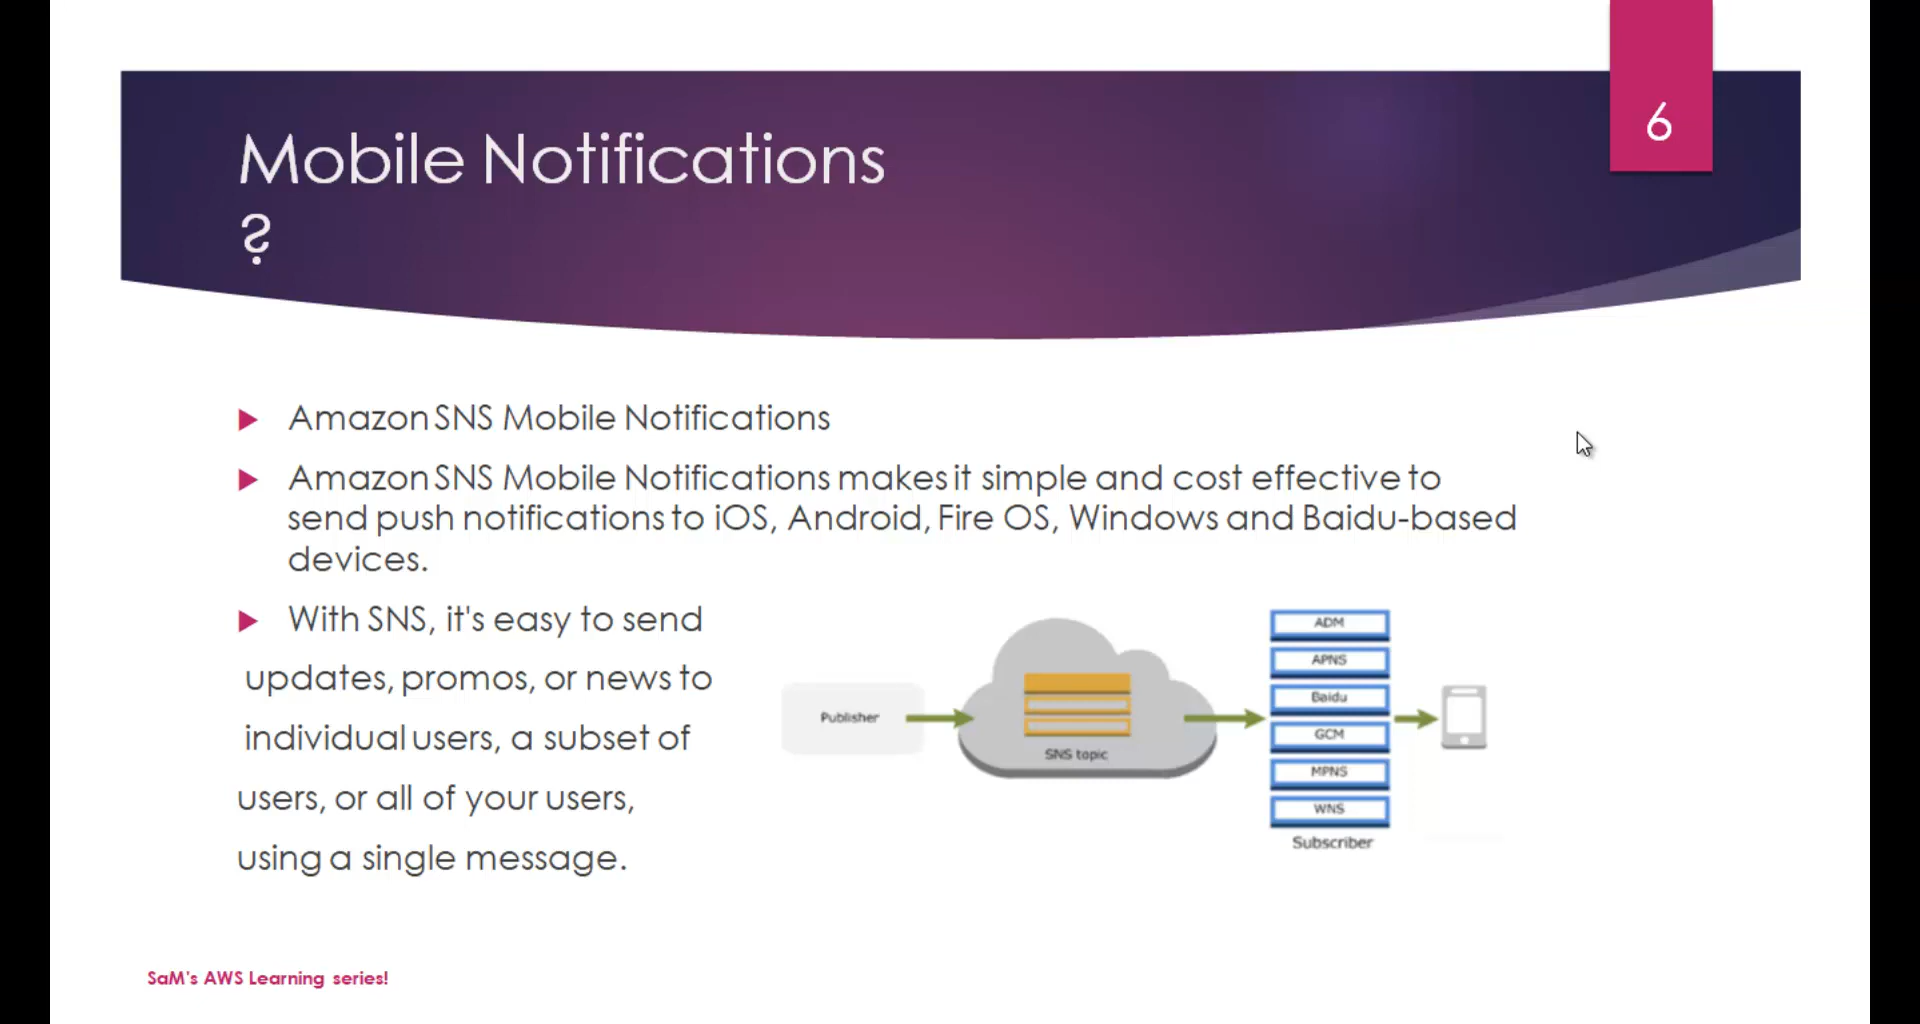 6
Mobile Notifications
?
Amazon SNS Mobile Notifications
Amazon SNS Mobile Notifications makes it simple and cost effective to
send push notifications to iOS, Android, Fire OS, Windows and Baidu-based
devices.
With SNS, it's easy to send
updates, promos, or news to
individual users, a subset of
users, or all of your users,
using a single message.
Publisher
SNS topic
ADM
APNS
Baidu
GCM
MPNS
WNS
Subscriber
SaM's AWS Learning series!